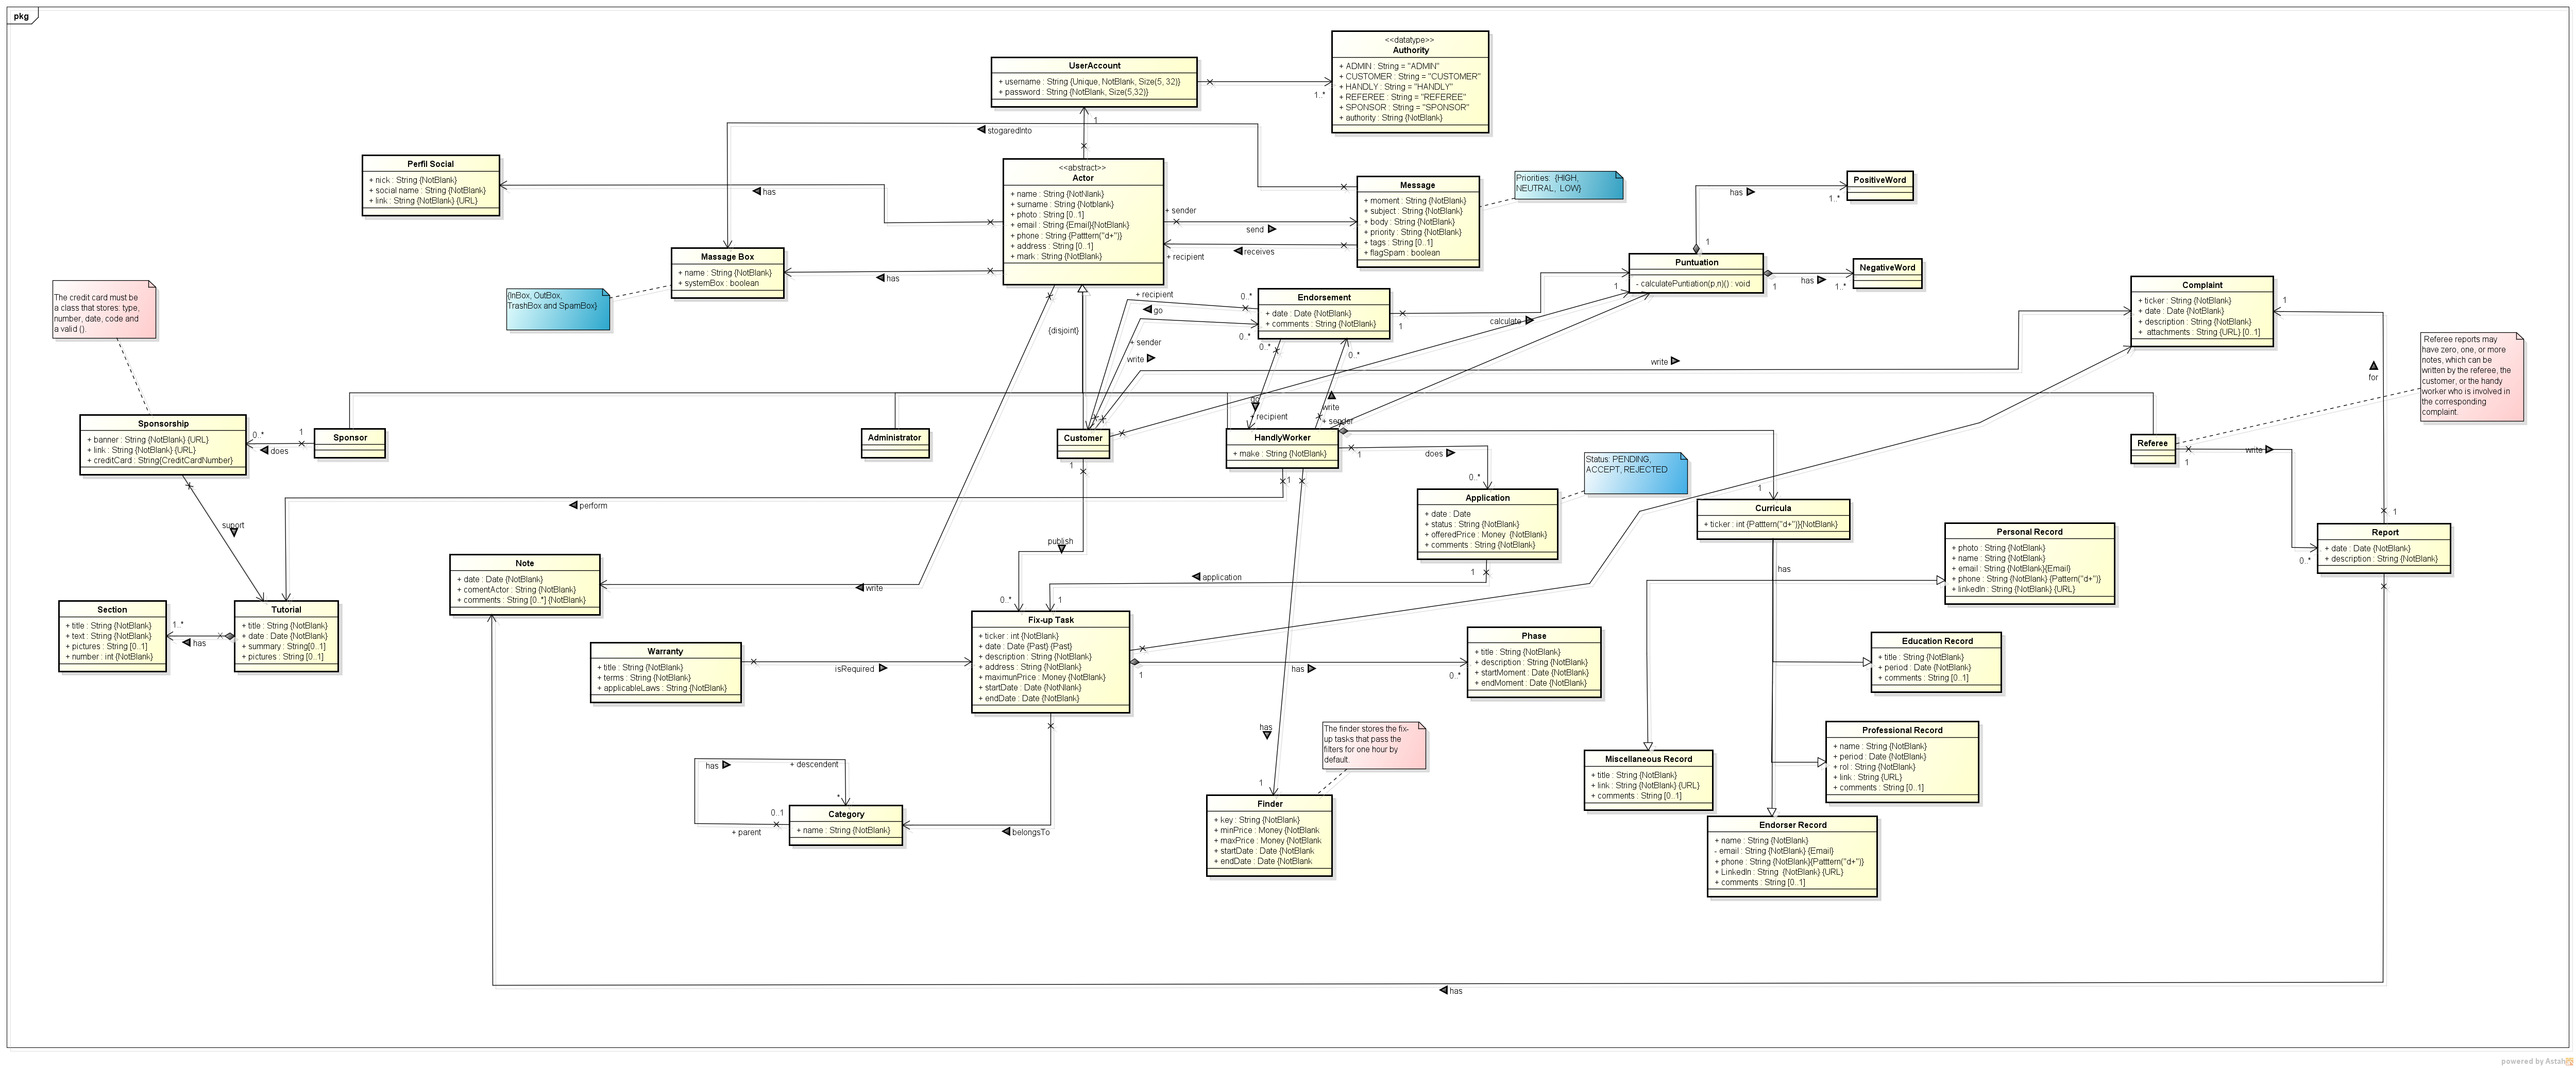 pkg
<<datatype>>
Authority
+ ADMIN : String = "ADMIN"
+ CUSTOMER : String = "CUSTOMER"
+ HANDLY : String = "HANDLY"
+ REFEREE : String = "REFEREE"
+ SPONSOR : String = "SPONSOR"
+ authority : String {NotBlank}
UserAccount
+ username : String {Unique, NotBlank, Size(5, 32)}
+ password : String {NotBlank, Size(5,32)}
1..*
1
stogaredInto
Perfil Social
+ nick : String {NotBlank}
+ social name : String {NotBlank}
+ link : String {NotBlank} {URL}
has
<<abstract>>
Actor
+ name : String {NotNlank}
+ surname : String {Notblank}
+ photo : String [0..1]
+ email : String {Email}{NotBlank}
+ phone : String {Patttern("d+")}
+ address : String [0..1]
+ mark : String {NotBlank}
+ sender
send
receives
+ recipient
Message
+ moment : String {NotBlank}
+ subject : String {NotBlank}
+ body : String {NotBlank}
+ priority : String {NotBlank}
+ tags : String [0..1]
+ flagSpam : boolean
Priorities: {HIGH,
NEUTRAL, LOW}
PositiveWord
has
1..*
1
Puntuation
- calculatePuntiation(p,n)() : void
NegativeWord
has
1
1..*
Massage Box
+ name : String {NotBlank}
+ systemBox : boolean
has
{InBox, OutBox,
TrashBox and SpamBox}
The credit card must be
a class that stores: type,
number, date, code and
a valid ().
Endorsement
+ date : Date {NotBlank}
+ comments : String {NotBlank}
+ recipient
0..*
go
+ sender
0..*
write
1
1
calculate
0..*
0..*
go
+ recipient
write
+ sender
{disjoint}
write
Complaint
+ ticker : String {NotBlank}
+ date : Date {NotBlank}
+ description : String {NotBlank}
+ attachments : String {URL} [0..1]
1
for
Referee reports may
have zero, one, or more
notes, which can be
written by the referee, the
customer, or the handy
worker who is involved in
the corresponding
complaint.
Sponsorship
+ banner : String {NotBlank} {URL}
+ link : String {NotBlank} {URL}
+ creditCard : String{CreditCardNumber}
0..*
does
1
Sponsor
Administrator
Customer
1
HandlyWorker
+ make : String {NotBlank}
1
does
0..*
1
Referee
1
write
0..*
Status: PENDING,
ACCEPT, REJECTED
Application
+ date : Date
+ status : String {NotBlank}
+ offeredPrice : Money {NotBlank}
+ comments : String {NotBlank}
1
application
1
Curricula
+ ticker : int {Patttern("d+")}{NotBlank}
1
has
Personal Record
+ photo : String {NotBlank}
+ name : String {NotBlank}
+ email : String {NotBlank}{Email}
+ phone : String {NotBlank} {Pattern("d+")}
+ linkedIn : String {NotBlank} {URL}
Report
+ date : Date {NotBlank}
+ description : String {NotBlank}
1
perform
suport
publish
0..*
Note
+ date : Date {NotBlank}
+ comentActor : String {NotBlank}
+ comments : String [0..*] {NotBlank}
write
Section
+ title : String {NotBlank}
+ text : String {NotBlank}
+ pictures : String [0..1]
+ number : int {NotBlank}
1..*
has
Tutorial
+ title : String {NotBlank}
+ date : Date {NotBlank}
+ summary : String[0..1]
+ pictures : String [0..1]
Warranty
+ title : String {NotBlank}
+ terms : String {NotBlank}
+ applicableLaws : String {NotBlank}
isRequired
Fix-up Task
+ ticker : int {NotBlank}
+ date : Date {Past} {Past}
+ description : String {NotBlank}
+ address : String {NotBlank}
+ maximunPrice : Money {NotBlank}
+ startDate : Date {NotNlank}
+ endDate : Date {NotBlank}
1
has
0..*
Phase
+ title : String {NotBlank}
+ description : String {NotBlank}
+ startMoment : Date {NotBlank}
+ endMoment : Date {NotBlank}
Education Record
+ title : String {NotBlank}
+ period : Date {NotBlank}
+ comments : String [0..1]
Professional Record
+ name : String {NotBlank}
+ period : Date {NotBlank}
+ rol : String {NotBlank}
+ link : String {URL}
+ comments : String [0..1]
Miscellaneous Record
+ title : String {NotBlank}
+ link : String {NotBlank} {URL}
+ comments : String [0..1]
Endorser Record
+ name : String {NotBlank}
- email : String {NotBlank} {Email}
+ phone : String {NotBlank}{Patttern("d+")}
+ LinkedIn : String {NotBlank} {URL}
+ comments : String [0..1]
The finder stores the fix-
up tasks that pass the
filters for one hour by
default.
has
1
Finder
+ key : String {NotBlank}
+ minPrice : Money {NotBlank
+ maxPrice : Money {NotBlank
+ startDate : Date {NotBlank
+ endDate : Date {NotBlank
has
+ descendent
*
0..1
+ parent
Category
+ name : String {NotBlank}
belongsTo
has
powered by Astah